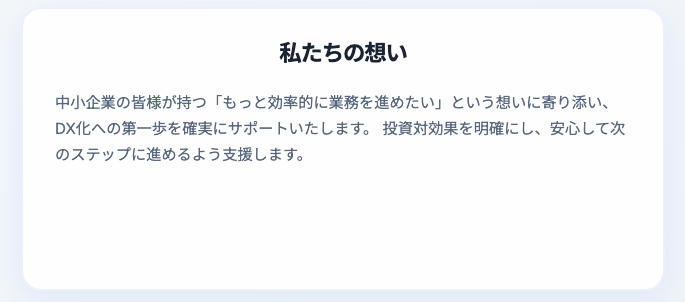 私たちの想い
中小企業の皆様が持つ「もっと効率的に業務を進めたい」という想いに寄り添い、
DX化への第一歩を確実にサポートいたします。 投資対効果を明確にし、安心して次
のステップに進めるよう支援します。